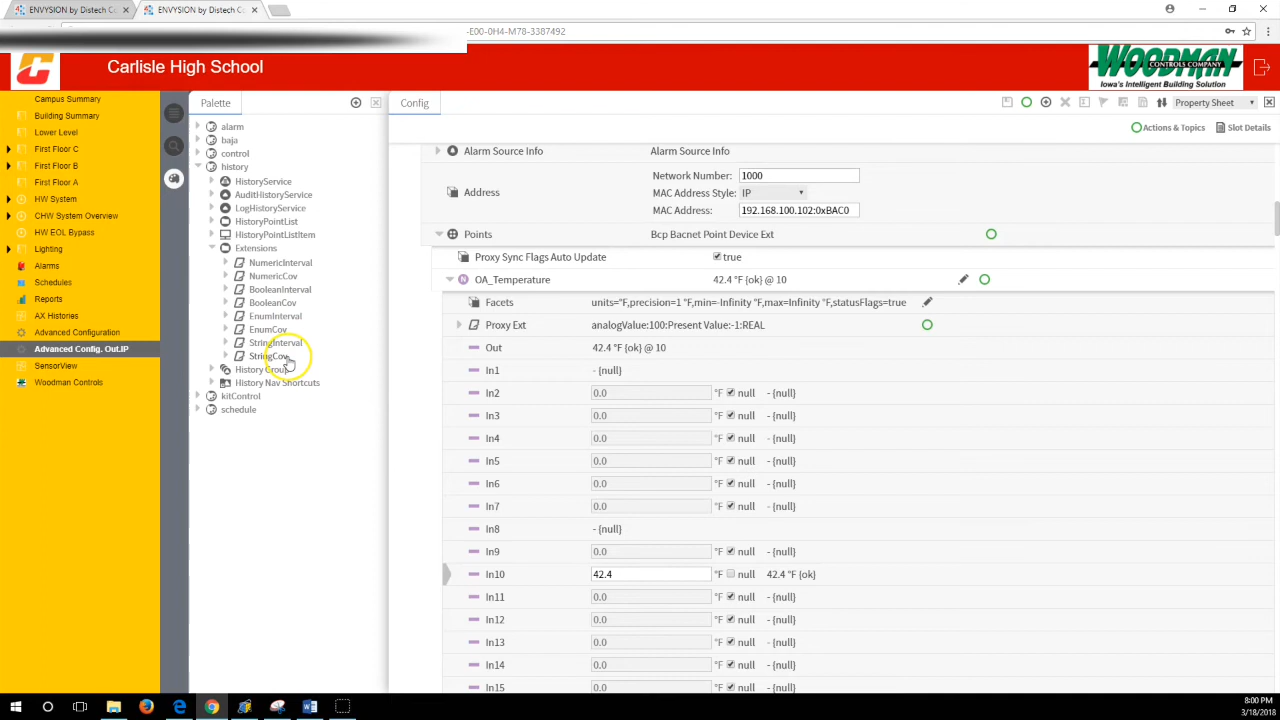 ENVYSION by Distech Co
ENVYSION by Distech Co
-E00-0H4-M78-3387492
Carlisle High School
WOODMAN
CONTROLS COMPANY
Iowa's Intelligent Building Solution
Campus Summary
Building Summary
Lower Level
First Floor C
First Floor B
First Floor A
HW System
CHW System Overview
HW EOL Bypass
Lighting
Alarms
Schedules
Reports
AX Histories
Advanced Configuration
Advanced Config. Out.IP
SensorView
Woodman Controls
Palette
alarm
baja
control
history
HistoryService
AuditHistoryService
LogHistoryService
HistoryPointList
HistoryPointListItem
Extensions
NumericInterval
NumericCov
BooleanInterval
BooleanCov
EnumInterval
EnumCov
StringInterval
StringCov
History Group
History Nav Shortcuts
kitControl
schedule
Config
Property Sheet
Actions & Topics Slot Details
Alarm Source Info Alarm Source Info
Address Network Number: 1000
MAC Address Style: IP
MAC Address: 192.168.100.102:0xBAC0
Points Bcp Bacnet Point Device Ext
Proxy Sync Flags Auto Update true
OA_Temperature 42.4 °F {ok} @ 10
Facets units=°F,precision=1 °F,min=-Infinity °F,max=Infinity °F,statusFlags=true
Proxy Ext analogValue:100:Present Value:-1:REAL
Out 42.4 °F {ok} @ 10
In1 - {null}
In2 0.0 °F null - {null}
In3 0.0 °F null - {null}
In4 0.0 °F null - {null}
In5 0.0 °F null - {null}
In6 0.0 °F null - {null}
In7 0.0 °F null - {null}
In8 - {null}
In9 0.0 °F null - {null}
In10 42.4 °F null 42.4 °F {ok}
In11 0.0 °F null - {null}
In12 0.0 °F null - {null}
In13 0.0 °F null - {null}
In14 0.0 °F null - {null}
In15 0.0 °F null - {null}
8:00 PM
3/18/2018